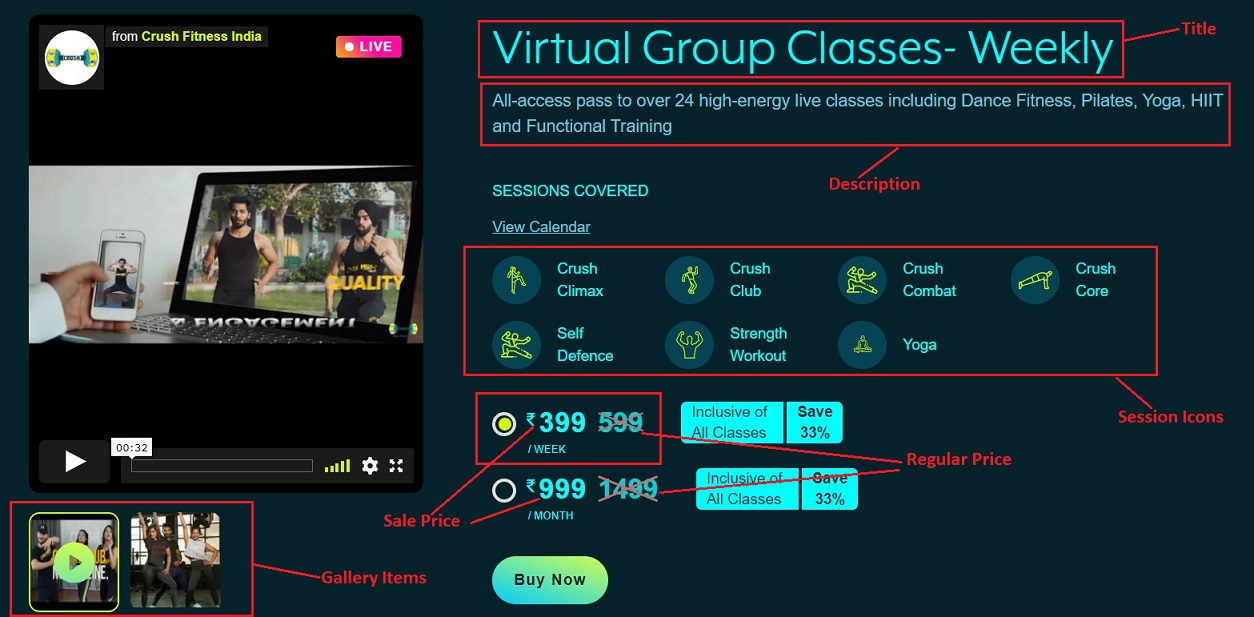 from Crush Fitness India
LIVE
QUALITY
& ENGAGEMENT
00:32
Gallery Items
Virtual Group Classes- Weekly
Title
All-access pass to over 24 high-energy live classes including Dance Fitness, Pilates, Yoga, HIIT
and Functional Training
Description
SESSIONS COVERED
View Calendar
Crush
Climax
Crush
Club
Crush
Combat
Crush
Core
Self
Defence
Strength
Workout
Yoga
Session Icons
₹399 599
/ WEEK
Inclusive of
All Classes
Save
33%
Regular Price
₹999 1499
/ MONTH
Inclusive of
All Classes
Save
33%
Sale Price
Buy Now